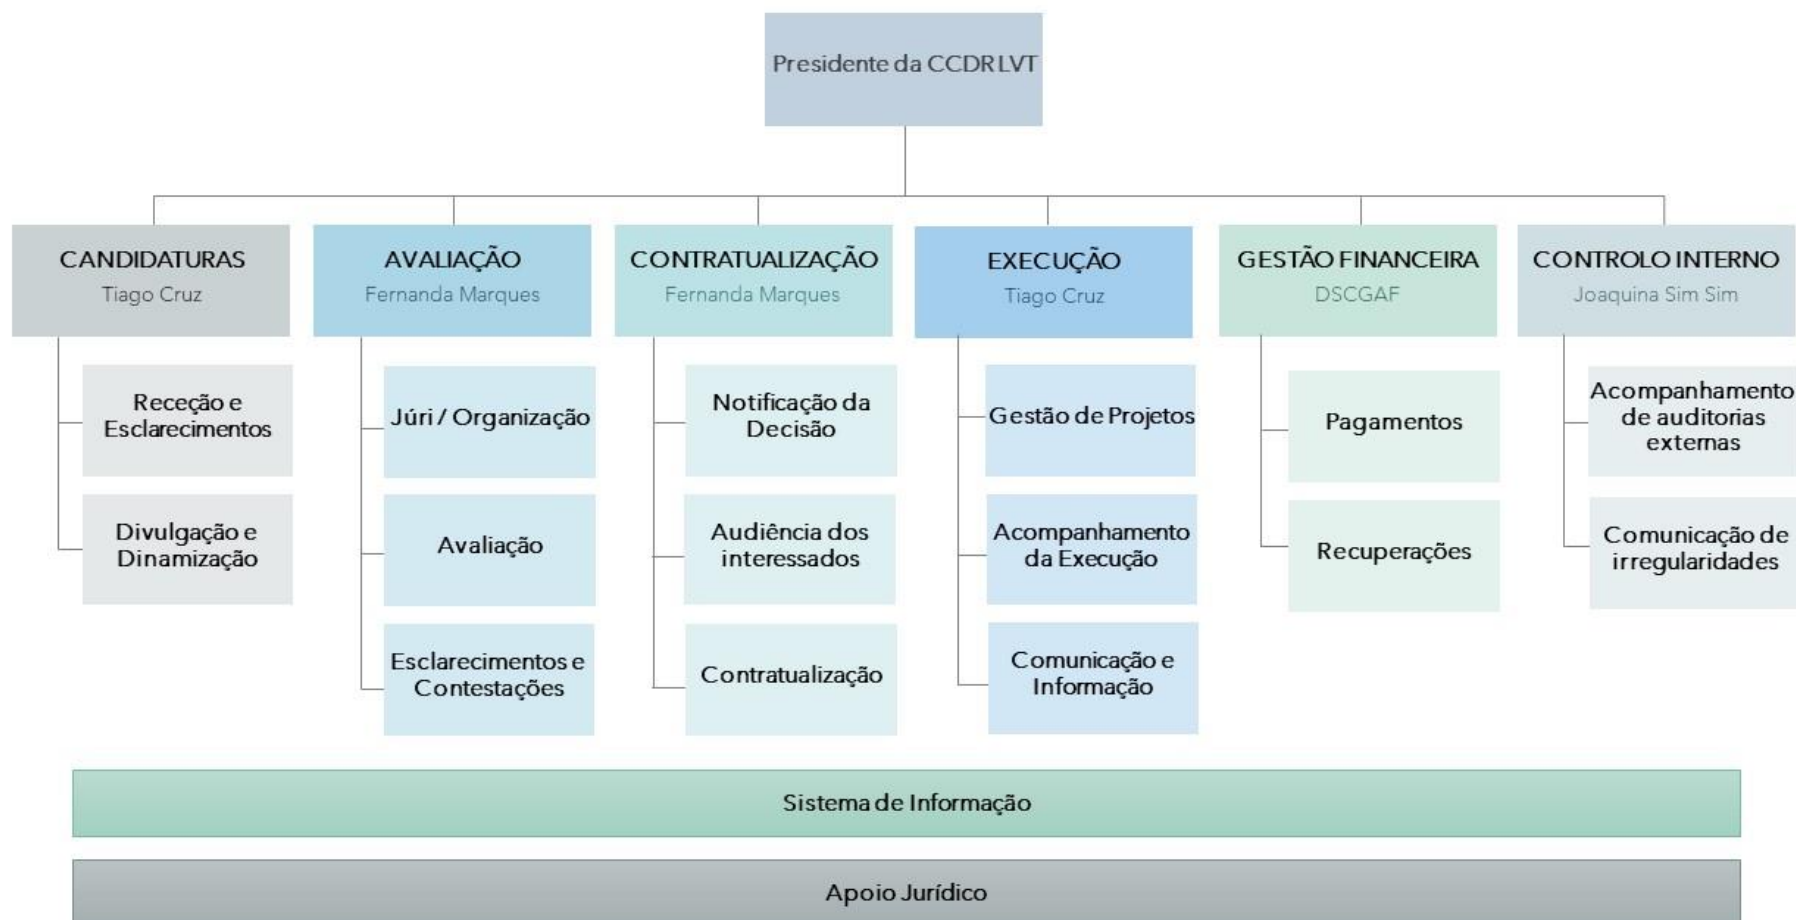 Presidente da CCDR LVT
CANDIDATURAS
Tiago Cruz
Receção e
Esclarecimentos
Divulgação e
Dinamização
AVALIAÇÃO
Fernanda Marques
Júri / Organização
Avaliação
Esclarecimentos e
Contestações
CONTRATUALIZAÇÃO
Fernanda Marques
Notificação da
Decisão
Audiência dos
interessados
Contratualização
EXECUÇÃO
Tiago Cruz
Gestão de Projetos
Acompanhamento
da Execução
Comunicação e
Informação
GESTÃO FINANCEIRA
DSCGAF
Pagamentos
Recuperações
CONTROLO INTERNO
Joaquina Sim Sim
Acompanhamento
de auditorias
externas
Comunicação de
irregularidades
Sistema de Informação
Apoio Jurídico